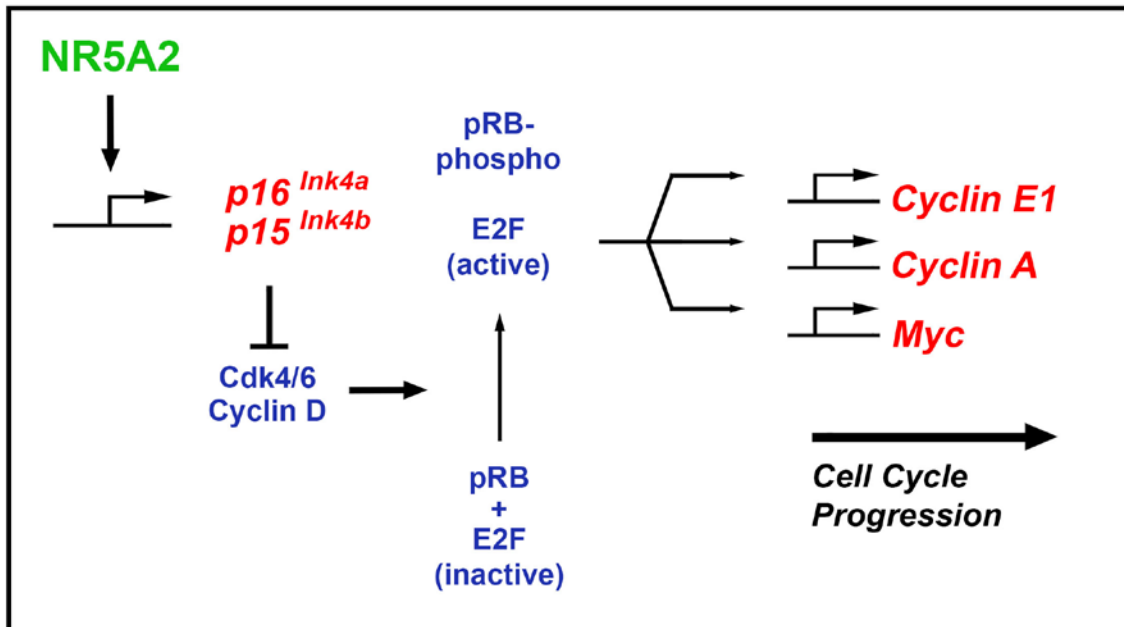 NR5A2
p16 Ink4a
p15 Ink4b
Cdk4/6
Cyclin D
pRB-
phospho
E2F
(active)
pRB
+
E2F
(inactive)
Cyclin E1
Cyclin A
Myc
Cell Cycle
Progression